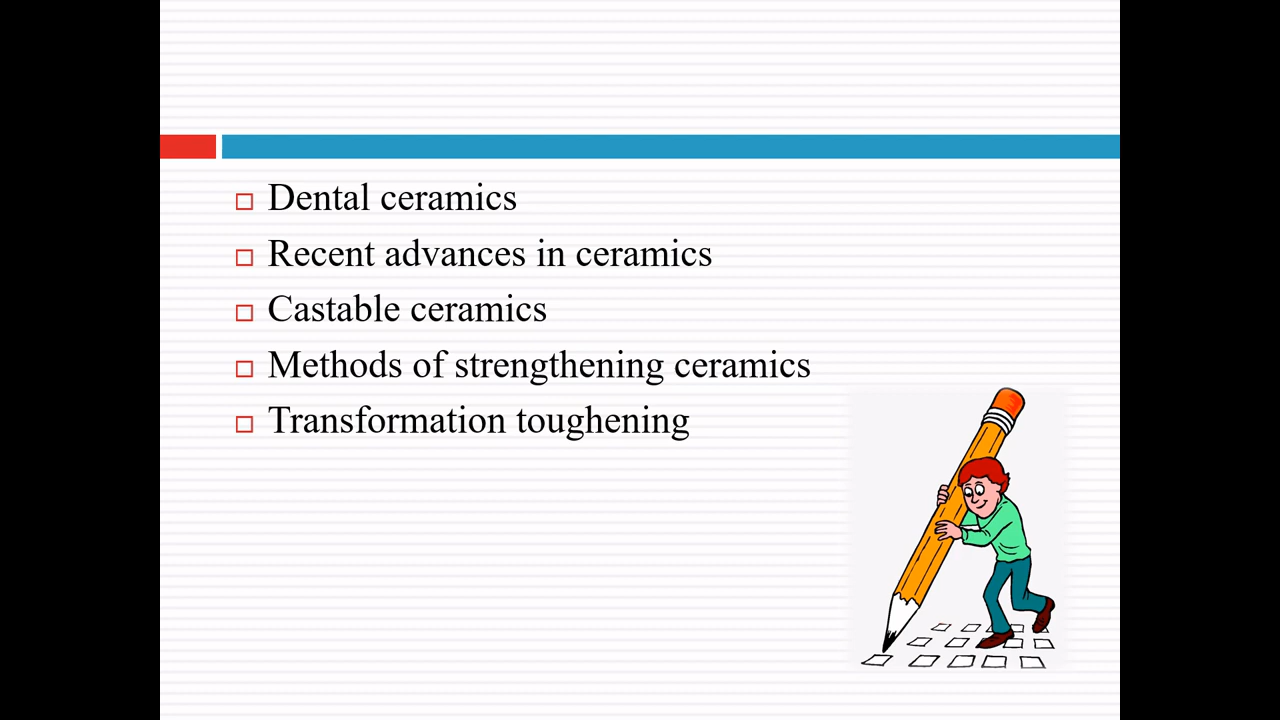 Dental ceramics
Recent advances in ceramics
Castable ceramics
Methods of strengthening ceramics
Transformation toughening